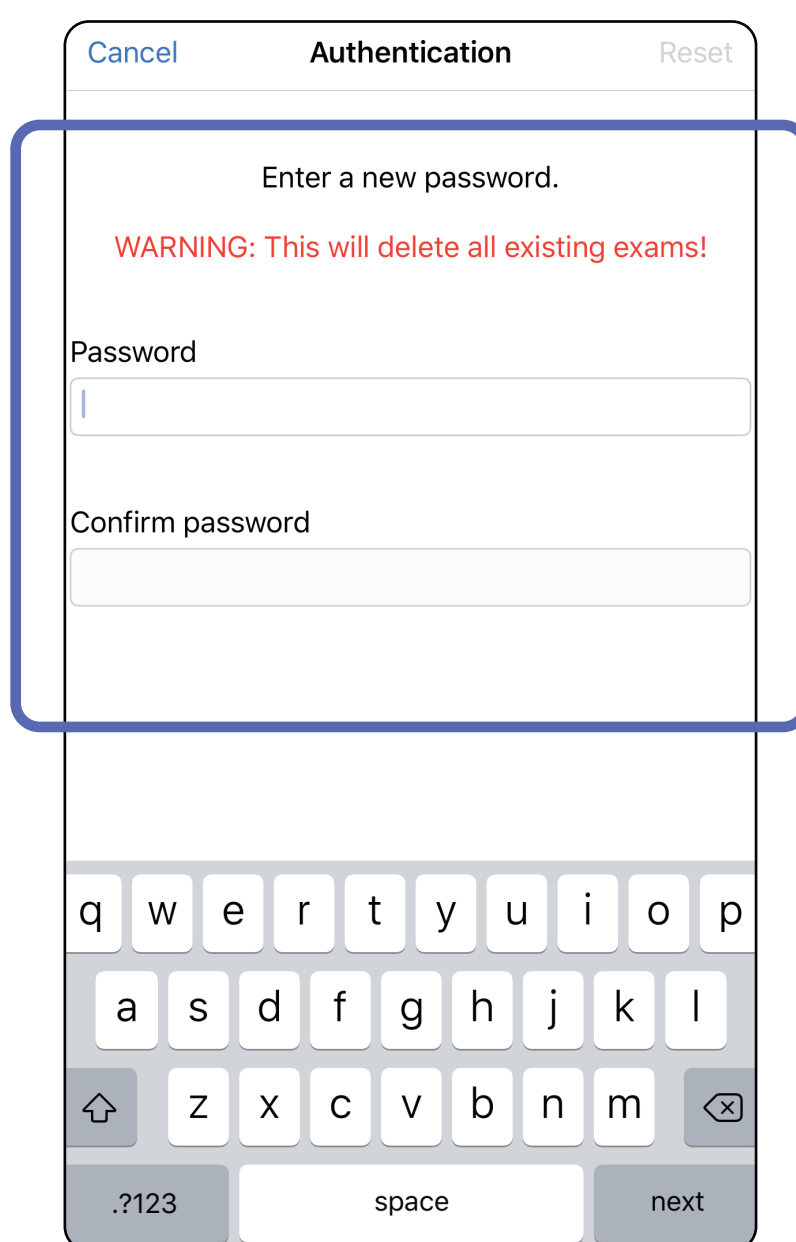 Cancel Authentication Reset
Enter a new password.
WARNING: This will delete all existing exams!
Password
Confirm password
q w e r t y u i o p
a s d f g h j k l
z x c v b n m
.?123 space next